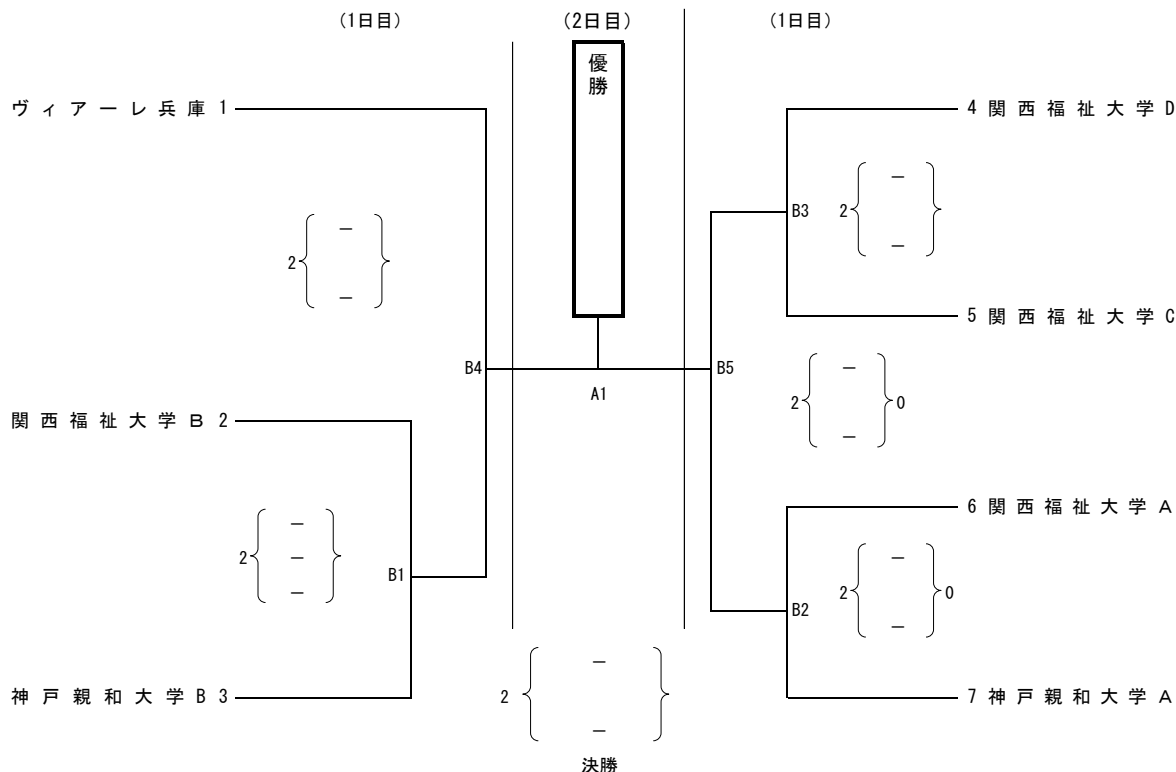 (1日目)
(2日目)
(1日目)
優勝
ヴィアーレ兵庫 1
4 関西福祉大学D
2 － －
B3
2 － －
5 関西福祉大学C
B4
B5
A1
2 － － 0
関西福祉大学B 2
6 関西福祉大学A
2 － － －
B1
2 － － 0
B2
神戸親和大学B 3
2 － －
7 神戸親和大学A
決勝